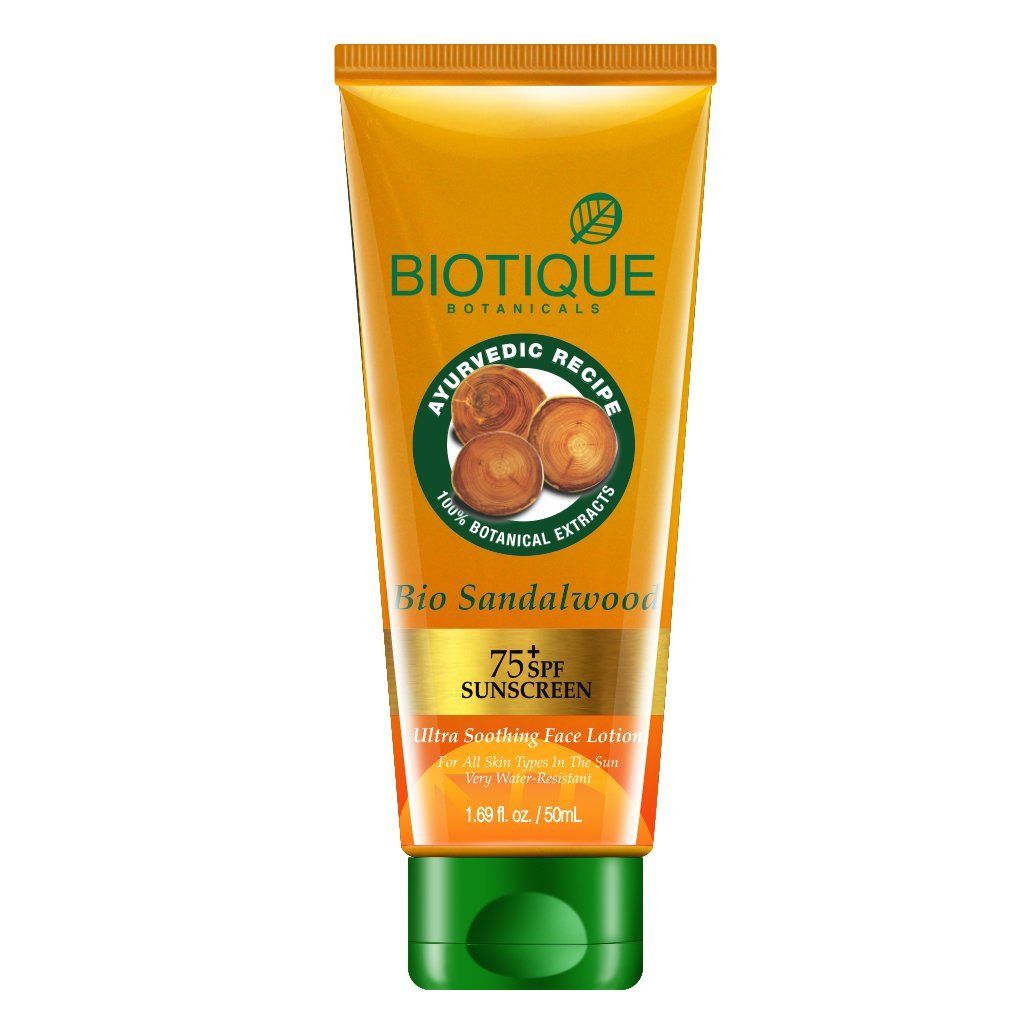 BIOTIQUE
BOTANICALS
AYURVEDIC RECIPE
100% BOTANICAL EXTRACTS
Bio Sandalwood
75+ SPF
SUNSCREEN
Ultra Soothing Face Lotion
For All Skin Types In The Sun
Very Water-Resistant
1.69 fl. oz. / 50mL